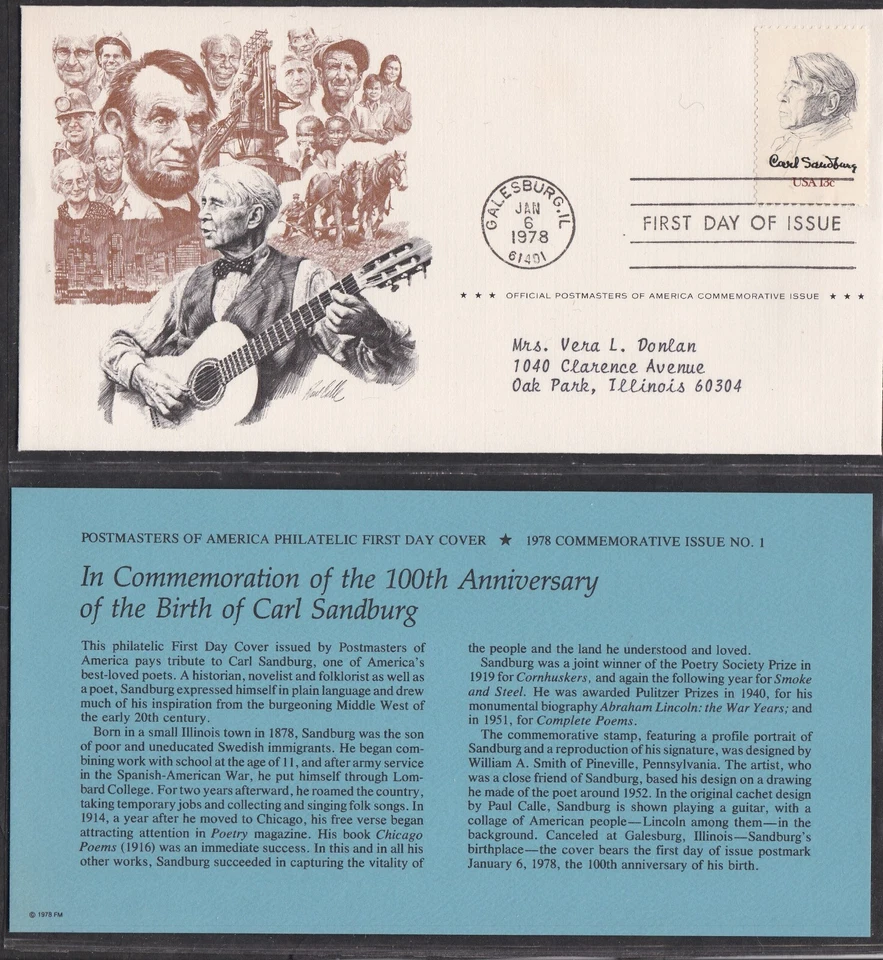 Carl Sandburg
USA 13c
GALESBURG, IL
JAN
6
1978
61401
FIRST DAY OF ISSUE
★ ★ ★ OFFICIAL POSTMASTERS OF AMERICA COMMEMORATIVE ISSUE ★ ★ ★
Mrs. Vera L. Donlan
1040 Clarence Avenue
Oak Park, Illinois 60304
Paul Calle
POSTMASTERS OF AMERICA PHILATELIC FIRST DAY COVER ★ 1978 COMMEMORATIVE ISSUE NO. 1
In Commemoration of the 100th Anniversary
of the Birth of Carl Sandburg
This philatelic First Day Cover issued by Postmasters of
America pays tribute to Carl Sandburg, one of America's
best-loved poets. A historian, novelist and folklorist as well as
a poet, Sandburg expressed himself in plain language and drew
much of his inspiration from the burgeoning Middle West of
the early 20th century.
Born in a small Illinois town in 1878, Sandburg was the son
of poor and uneducated Swedish immigrants. He began com-
bining work with school at the age of 11, and after army service
in the Spanish-American War, he put himself through Lom-
bard College. For two years afterward, he roamed the country,
taking temporary jobs and collecting and singing folk songs. In
1914, a year after he moved to Chicago, his free verse began
attracting attention in Poetry magazine. His book Chicago
Poems (1916) was an immediate success. In this and in all his
other works, Sandburg succeeded in capturing the vitality of
the people and the land he understood and loved.
Sandburg was a joint winner of the Poetry Society Prize in
1919 for Cornhuskers, and again the following year for Smoke
and Steel. He was awarded Pulitzer Prizes in 1940, for his
monumental biography Abraham Lincoln: the War Years; and
in 1951, for Complete Poems.
The commemorative stamp, featuring a profile portrait of
Sandburg and a reproduction of his signature, was designed by
William A. Smith of Pineville, Pennsylvania. The artist, who
was a close friend of Sandburg, based his design on a drawing
he made of the poet around 1952. In the original cachet design
by Paul Calle, Sandburg is shown playing a guitar, with a
collage of American people—Lincoln among them—in the
background. Canceled at Galesburg, Illinois—Sandburg's
birthplace—the cover bears the first day of issue postmark
January 6, 1978, the 100th anniversary of his birth.
© 1978 FM